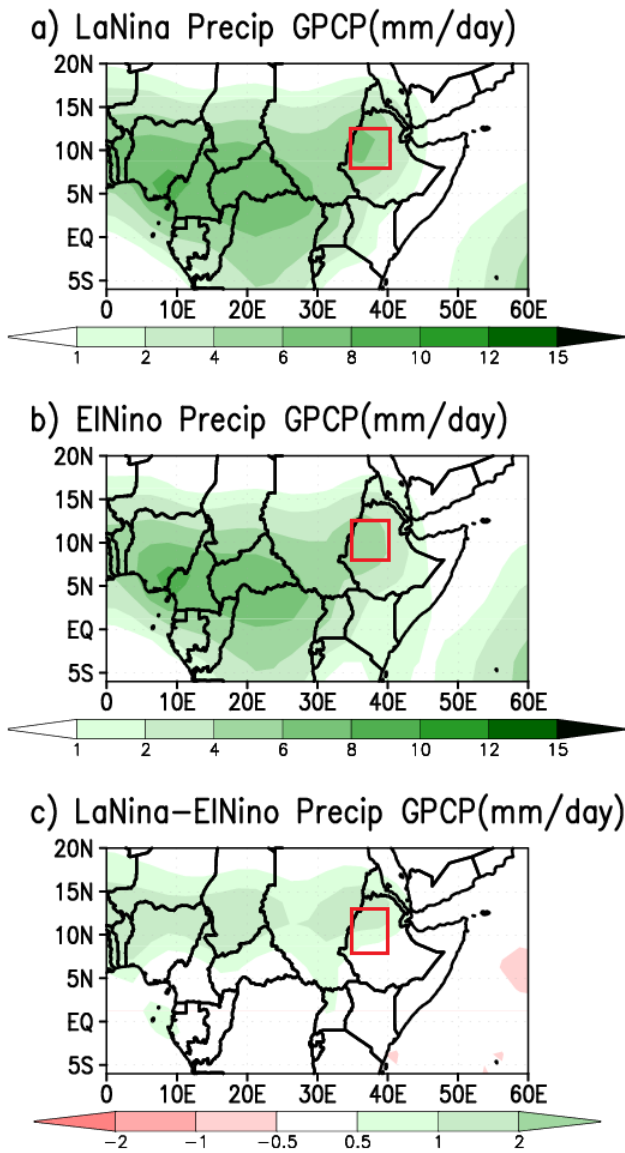 a) LaNina Precip GPCP(mm/day)
20N
15N
10N
5N
EQ
5S
0 10E 20E 30E 40E 50E 60E
1 2 4 6 8 10 12 15
b) ElNino Precip GPCP(mm/day)
20N
15N
10N
5N
EQ
5S
0 10E 20E 30E 40E 50E 60E
1 2 4 6 8 10 12 15
c) LaNina-ElNino Precip GPCP(mm/day)
20N
15N
10N
5N
EQ
5S
0 10E 20E 30E 40E 50E 60E
-2 -1 -0.5 0.5 1 2